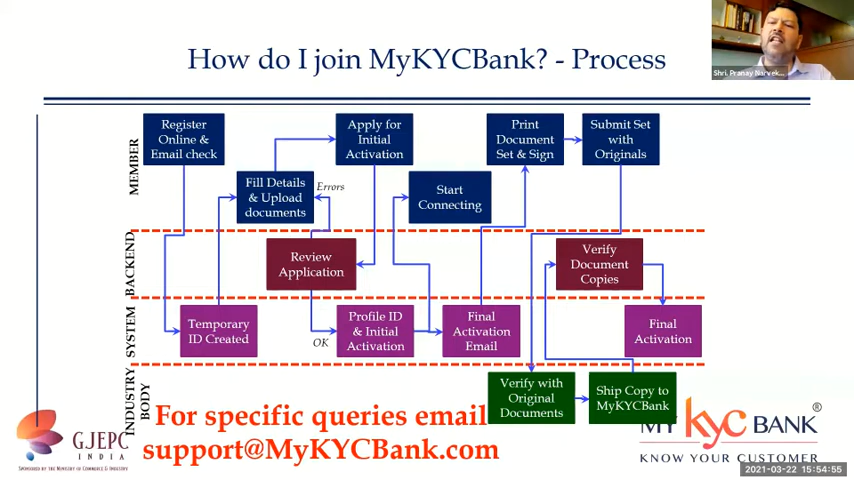 How do I join MyKYCBank? - Process
Shri. Pranay Narvek...
MEMBER
Register
Online &
Email check
Fill Details
& Upload
documents
Errors
Apply for
Initial
Activation
Start
Connecting
Print
Document
Set & Sign
Submit Set
with
Originals
BACKEND
Review
Application
Verify
Document
Copies
SYSTEM
Temporary
ID Created
OK
Profile ID
& Initial
Activation
Final
Activation
Email
Final
Activation
INDUSTRY
BODY
Verify with
Original
Documents
Ship Copy to
MyKYCBank
For specific queries email
support@MyKYCBank.com
GJEPC
INDIA
SPONSORED BY THE MINISTRY OF COMMERCE & INDUSTRY
MY kyc BANK®
KNOW YOUR CUSTOMER
2021-03-22 15:54:55